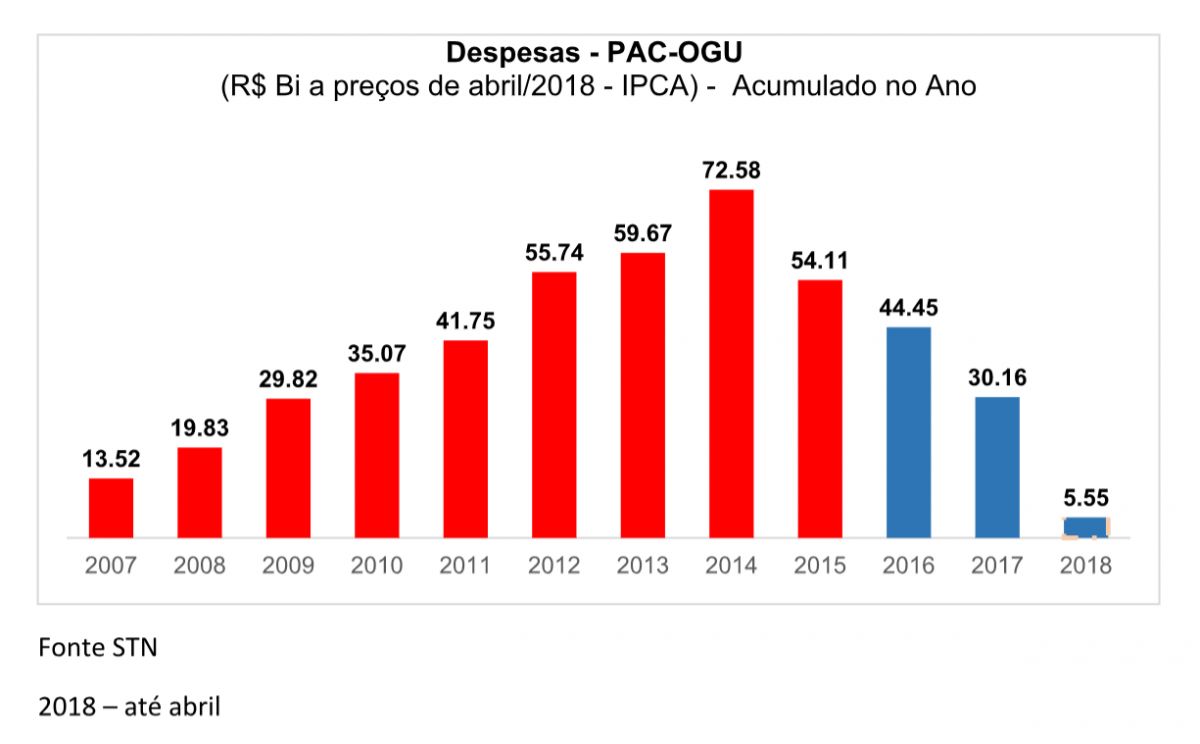 Despesas - PAC-OGU
(R$ Bi a preços de abril/2018 - IPCA) - Acumulado no Ano
72.58
59.67
55.74
54.11
44.45
41.75
35.07
30.16
29.82
19.83
13.52
5.55
2007 2008 2009 2010 2011 2012 2013 2014 2015 2016 2017 2018
Fonte STN
2018 – até abril